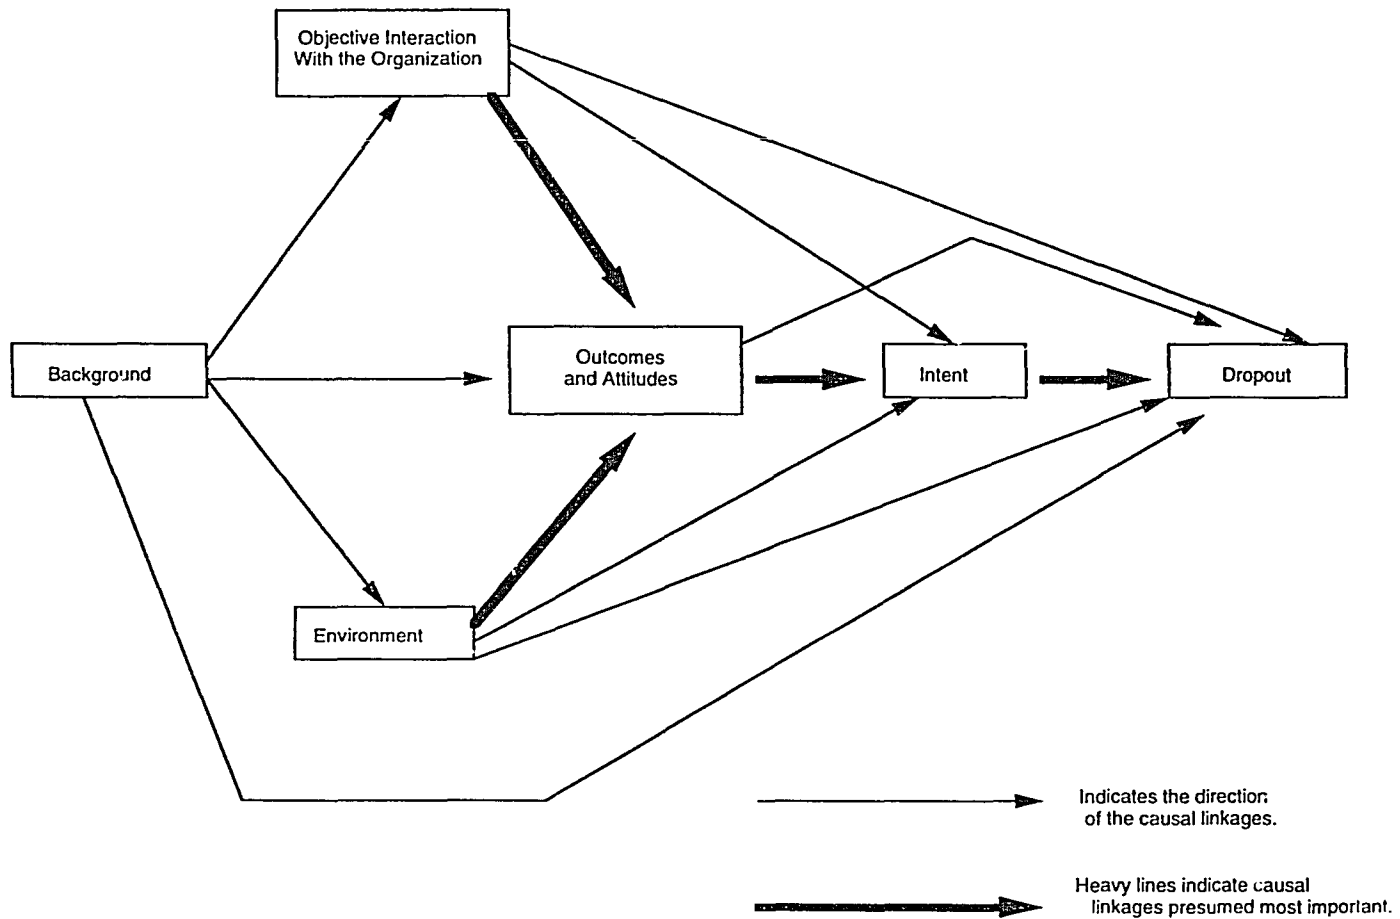 Objective Interaction
With the Organization
Background
Outcomes
and Attitudes
Intent
Dropout
Environment
Indicates the direction
of the causal linkages.
Heavy lines indicate causal
linkages presumed most important.